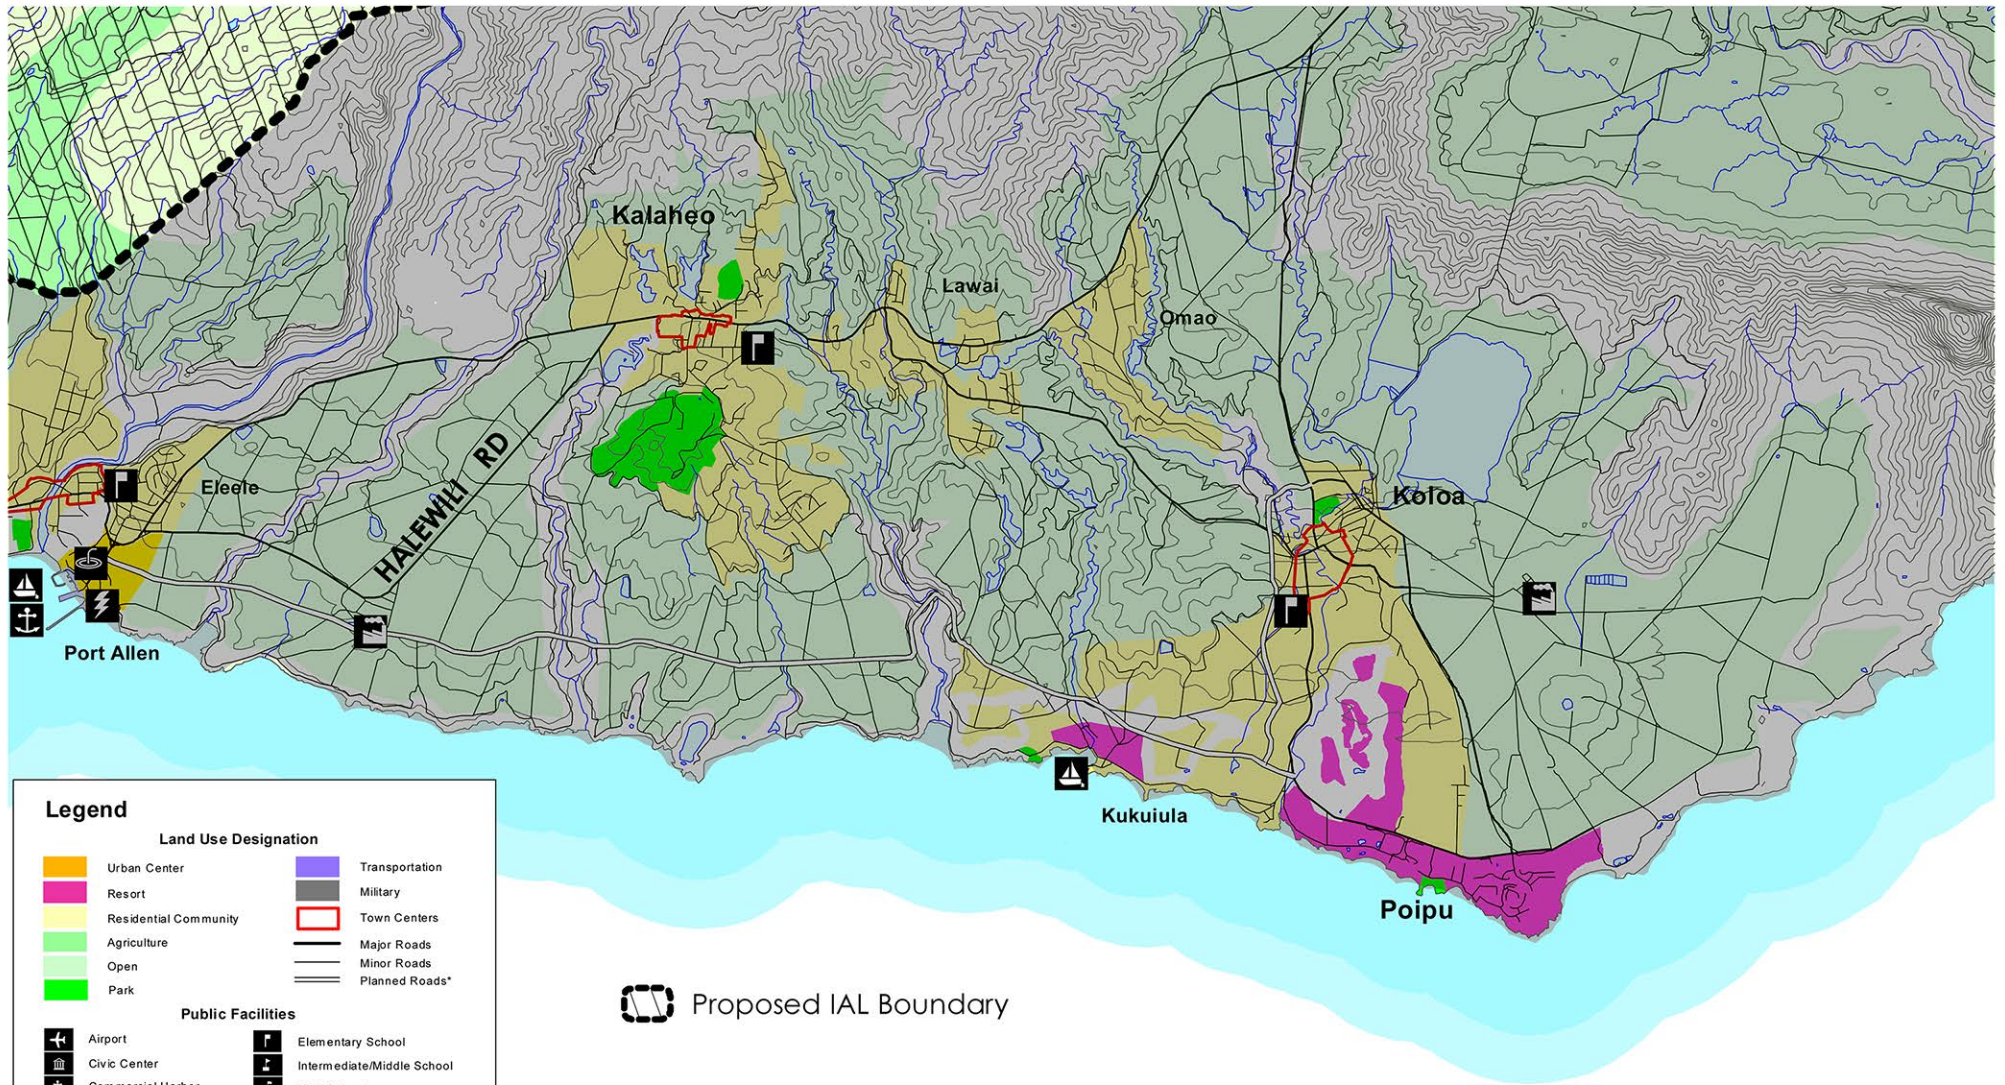 Kalaheo
Lawai
Omao
HALEWILI RD
Eleele
Koloa
Port Allen
Kukuiula
Poipu
Legend
Land Use Designation
Urban Center
Resort
Residential Community
Agriculture
Open
Park
Transportation
Military
Town Centers
Major Roads
Minor Roads
Planned Roads*
Public Facilities
Airport
Civic Center
Elementary School
Intermediate/Middle School
Proposed IAL Boundary